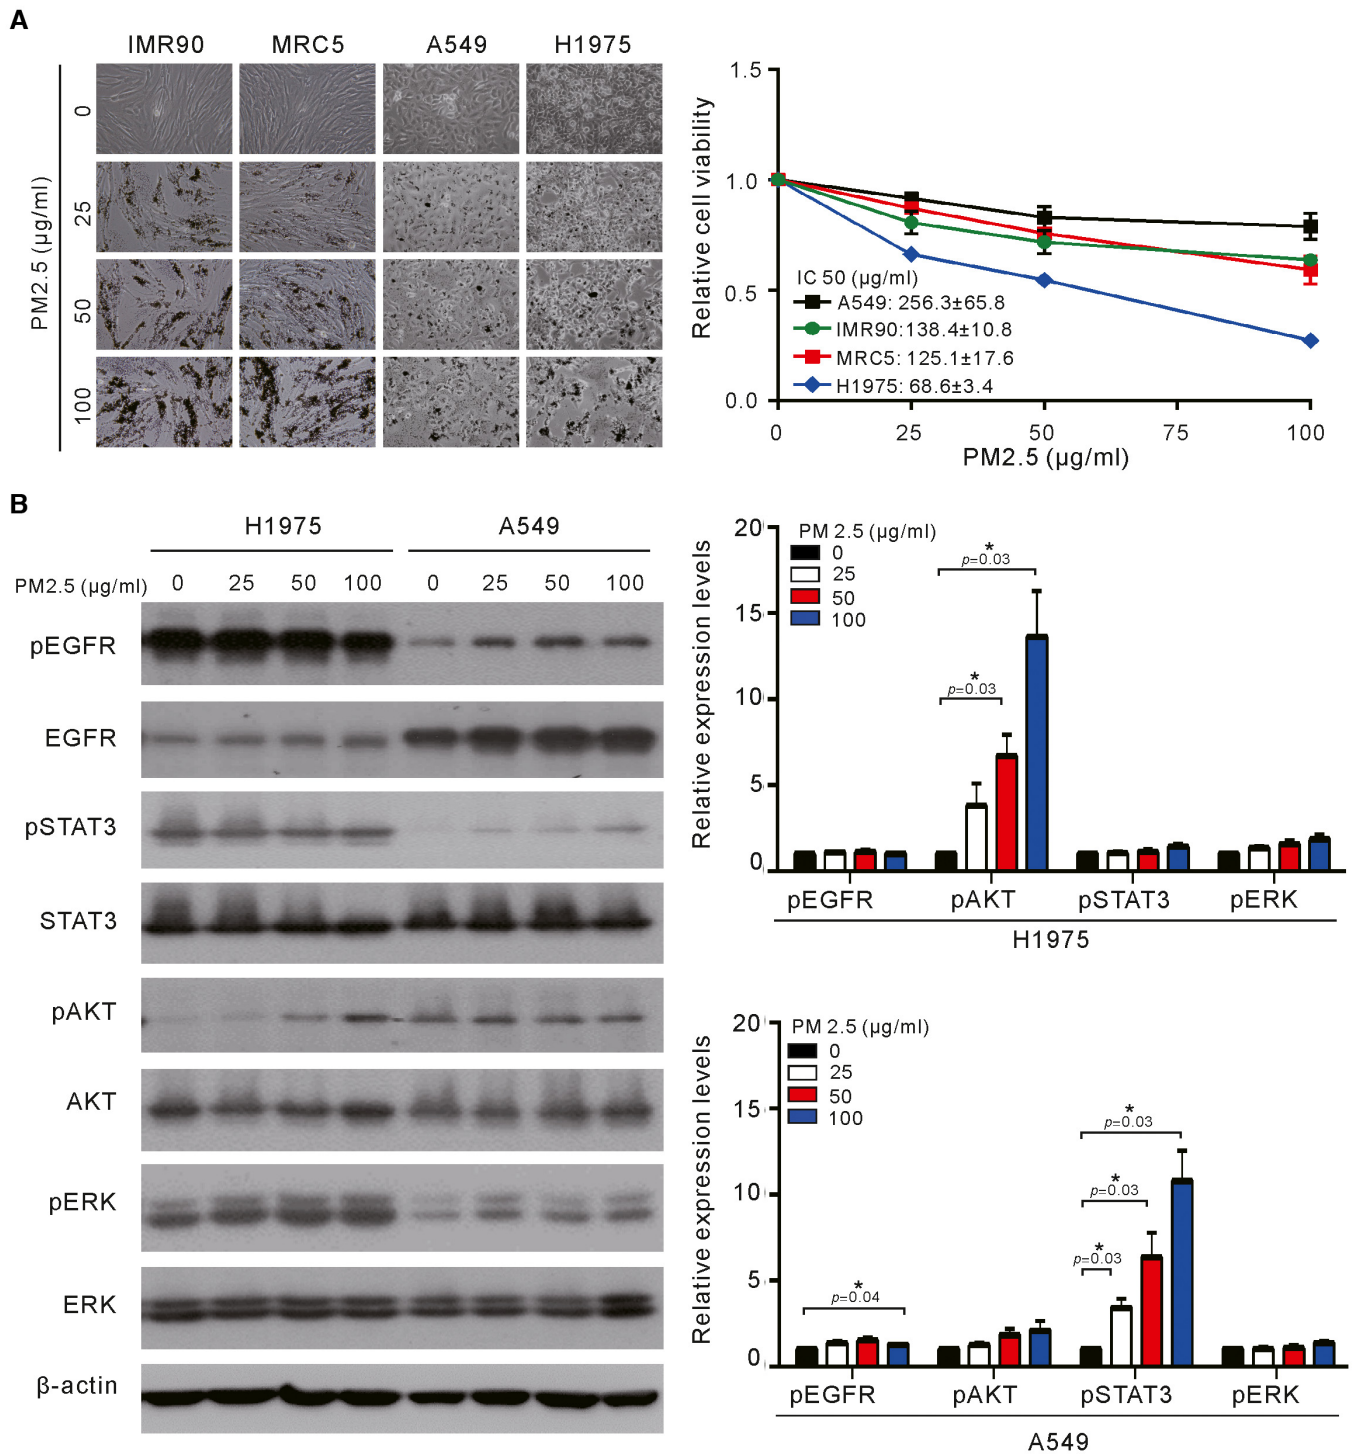 A
IMR90 MRC5 A549 H1975
PM2.5 (µg/ml)
0
25
50
100
Relative cell viability
1.5
1.0
0.5
0.0
IC 50 (µg/ml)
A549: 256.3±65.8
IMR90:138.4±10.8
MRC5: 125.1±17.6
H1975: 68.6±3.4
0 25 50 75 100
PM2.5 (µg/ml)
B
H1975 A549
PM2.5 (µg/ml) 0 25 50 100 0 25 50 100
pEGFR
EGFR
pSTAT3
STAT3
pAKT
AKT
pERK
ERK
β-actin
Relative expression levels
20
15
10
5
0
PM 2.5 (µg/ml)
0
25
50
100
*
p=0.03
*
p=0.03
pEGFR pAKT pSTAT3 pERK
H1975
Relative expression levels
20
15
10
5
0
PM 2.5 (µg/ml)
0
25
50
100
*
p=0.03
*
p=0.03
*
p=0.03
*
p=0.04
pEGFR pAKT pSTAT3 pERK
A549